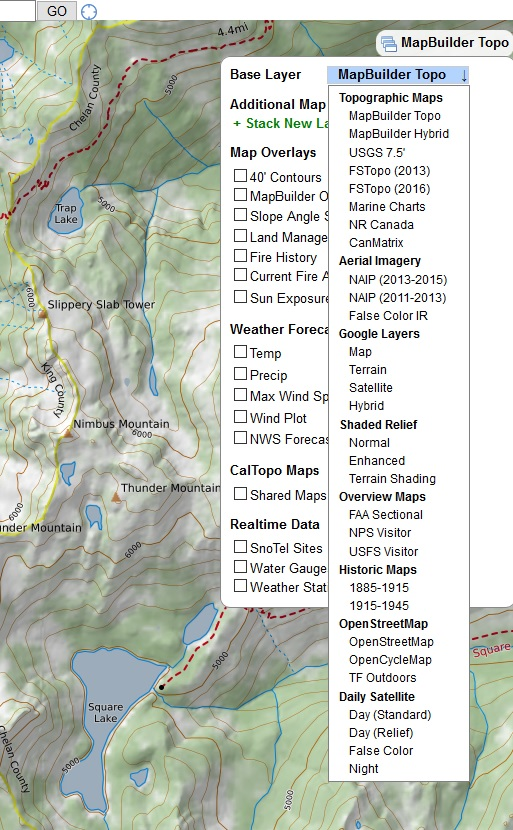 GO
MapBuilder Topo
Base Layer
MapBuilder Topo ↓
Additional Map
+ Stack New La
Map Overlays
40' Contours
MapBuilder O
Slope Angle S
Land Manage
Fire History
Current Fire A
Sun Exposure
Weather Foreca
Temp
Precip
Max Wind Sp
Wind Plot
NWS Forecas
CalTopo Maps
Shared Maps
Realtime Data
SnoTel Sites
Water Gauge
Weather Stati
Topographic Maps
MapBuilder Topo
MapBuilder Hybrid
USGS 7.5'
FSTopo (2013)
FSTopo (2016)
Marine Charts
NR Canada
CanMatrix
Aerial Imagery
NAIP (2013-2015)
NAIP (2011-2013)
False Color IR
Google Layers
Map
Terrain
Satellite
Hybrid
Shaded Relief
Normal
Enhanced
Terrain Shading
Overview Maps
FAA Sectional
NPS Visitor
USFS Visitor
Historic Maps
1885-1915
1915-1945
OpenStreetMap
OpenStreetMap
OpenCycleMap
TF Outdoors
Daily Satellite
Day (Standard)
Day (Relief)
False Color
Night
4.4mi
Chelan County
5000
Trap
Lake
5000
6000
Slippery Slab Tower
King County
Nimbus Mountain
6000
Thunder Mountain
6000
under Mountain
6000
5000
Square
Square
Lake
Chelan County
5000
5000